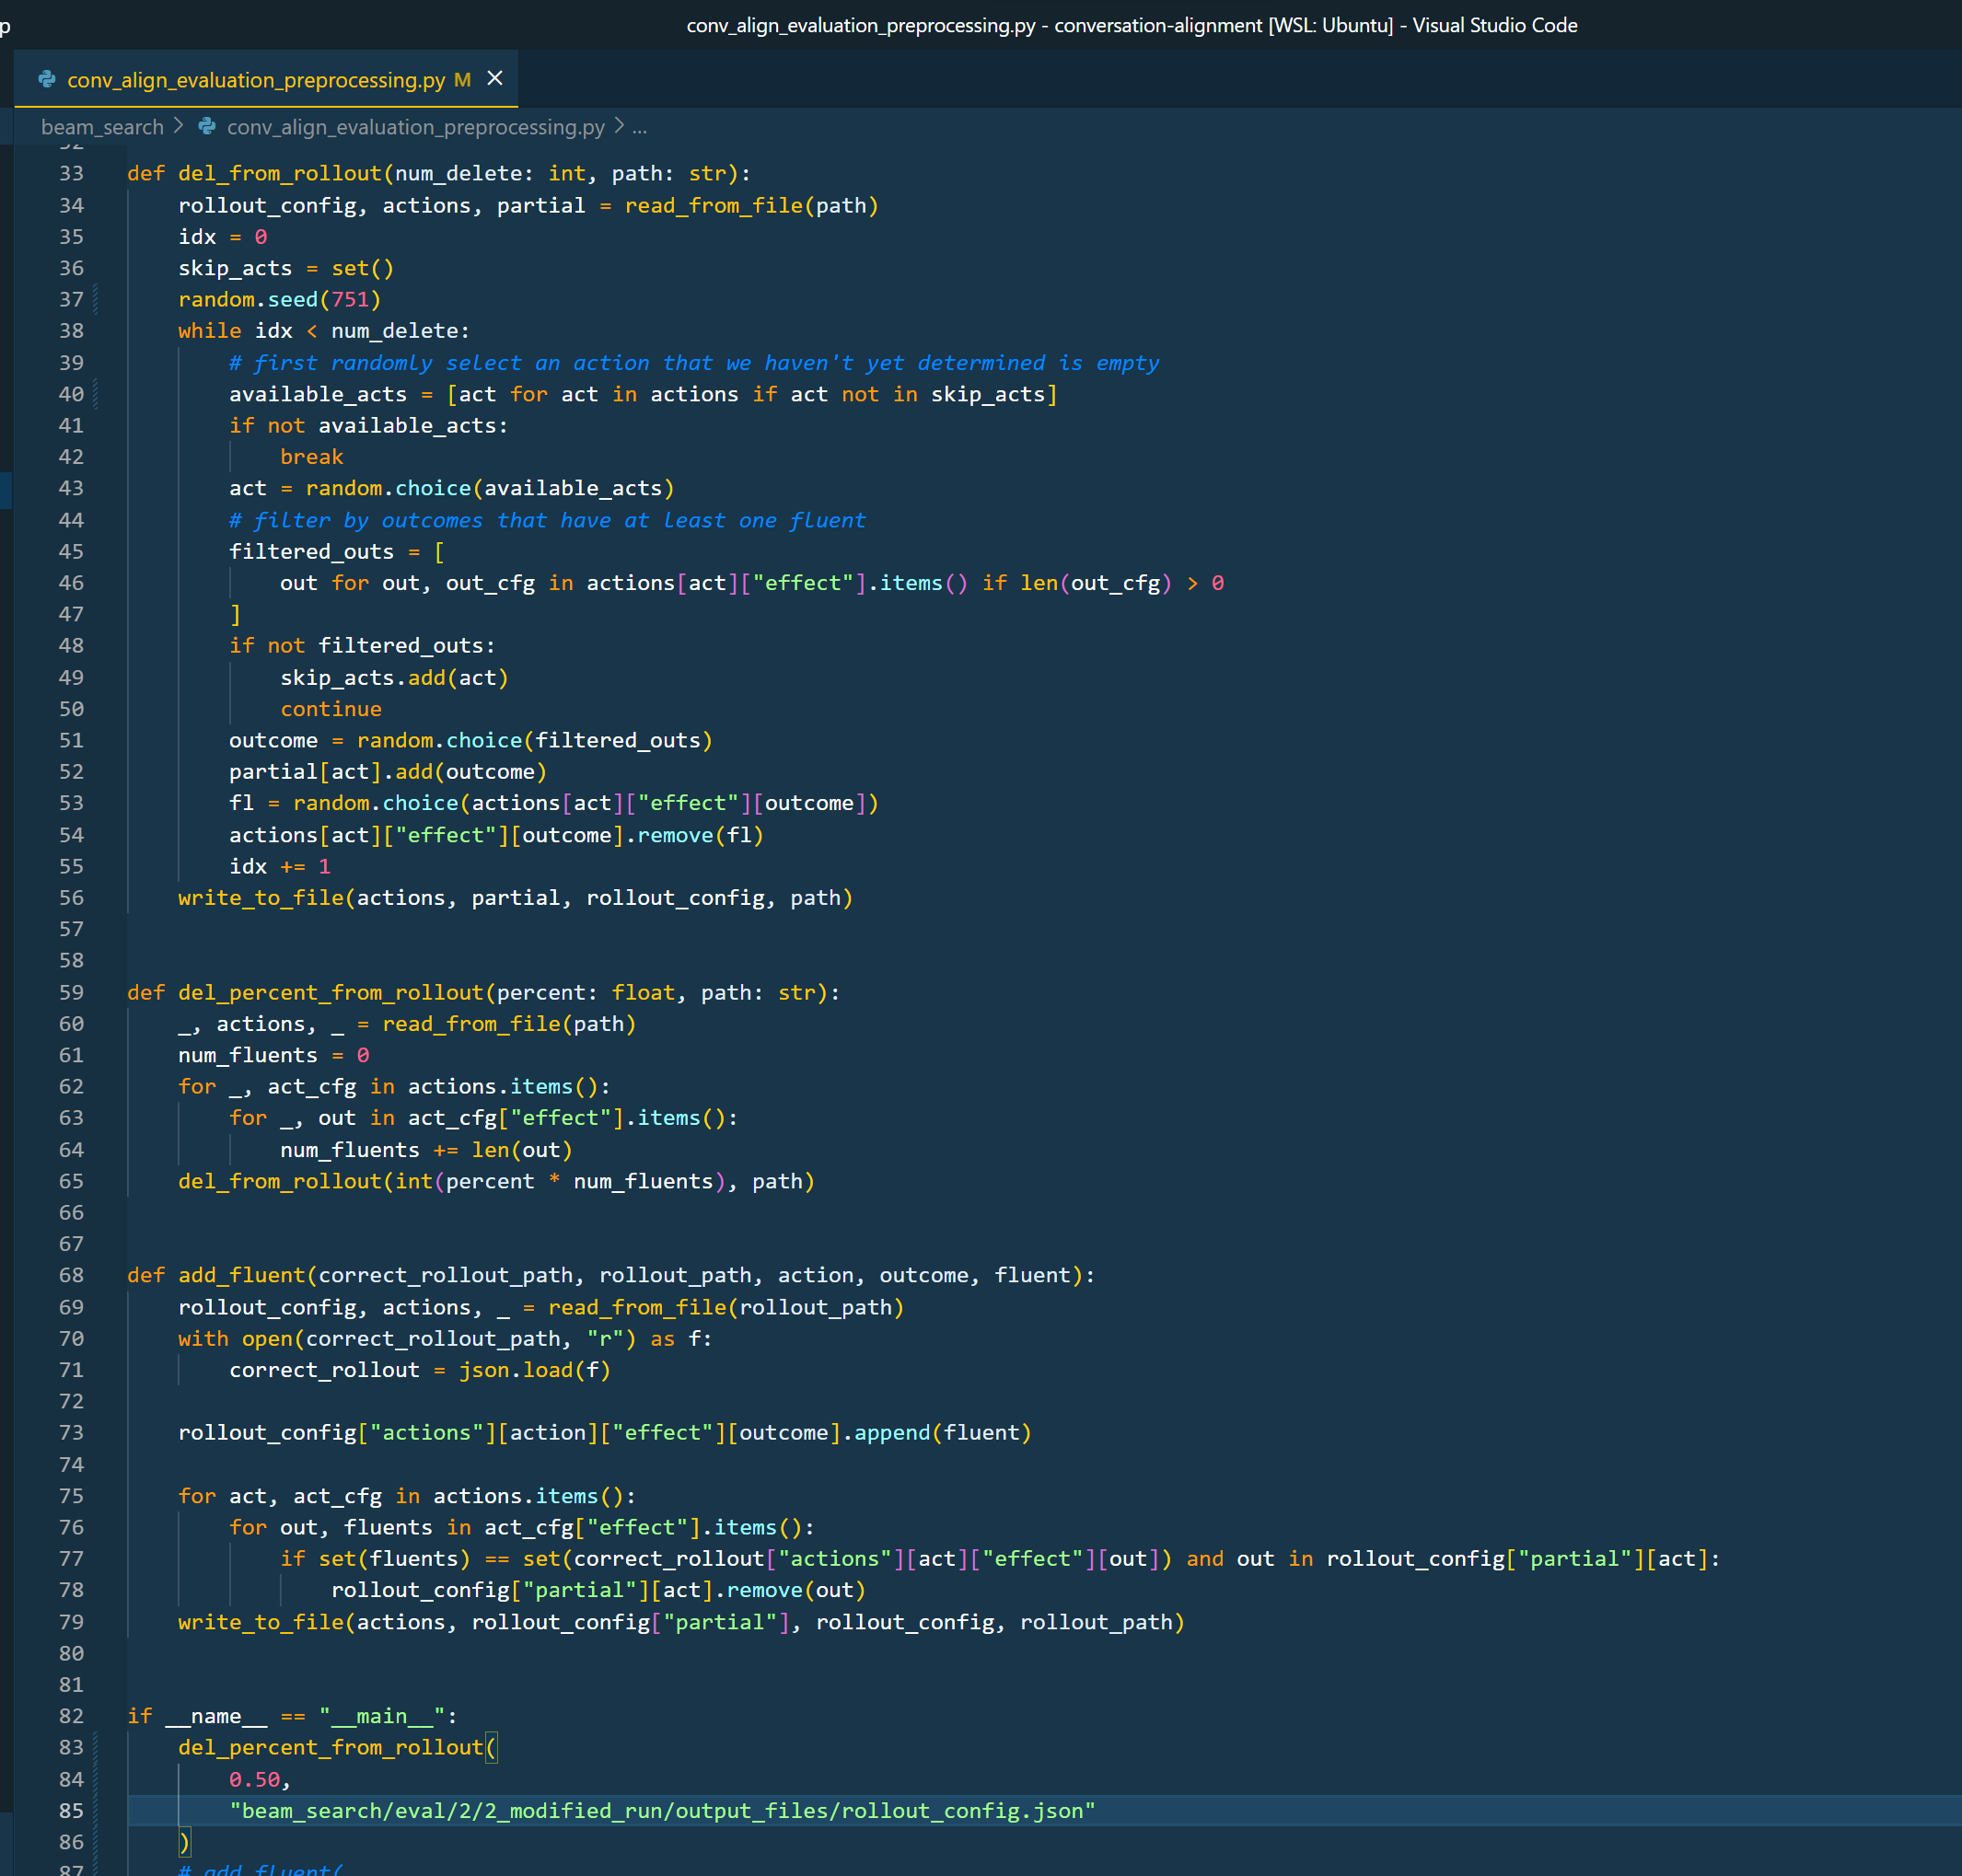 p
conv_align_evaluation_preprocessing.py - conversation-alignment [WSL: Ubuntu] - Visual Studio Code
conv_align_evaluation_preprocessing.py M ×
beam_search > conv_align_evaluation_preprocessing.py > ...
32
33 def del_from_rollout(num_delete: int, path: str):
34     rollout_config, actions, partial = read_from_file(path)
35     idx = 0
36     skip_acts = set()
37     random.seed(751)
38     while idx < num_delete:
39         # first randomly select an action that we haven't yet determined is empty
40         available_acts = [act for act in actions if act not in skip_acts]
41         if not available_acts:
42             break
43         act = random.choice(available_acts)
44         # filter by outcomes that have at least one fluent
45         filtered_outs = [
46             out for out, out_cfg in actions[act]["effect"].items() if len(out_cfg) > 0
47         ]
48         if not filtered_outs:
49             skip_acts.add(act)
50             continue
51         outcome = random.choice(filtered_outs)
52         partial[act].add(outcome)
53         fl = random.choice(actions[act]["effect"][outcome])
54         actions[act]["effect"][outcome].remove(fl)
55         idx += 1
56     write_to_file(actions, partial, rollout_config, path)
57
58
59 def del_percent_from_rollout(percent: float, path: str):
60     _, actions, _ = read_from_file(path)
61     num_fluents = 0
62     for _, act_cfg in actions.items():
63         for _, out in act_cfg["effect"].items():
64             num_fluents += len(out)
65     del_from_rollout(int(percent * num_fluents), path)
66
67
68 def add_fluent(correct_rollout_path, rollout_path, action, outcome, fluent):
69     rollout_config, actions, _ = read_from_file(rollout_path)
70     with open(correct_rollout_path, "r") as f:
71         correct_rollout = json.load(f)
72
73     rollout_config["actions"][action]["effect"][outcome].append(fluent)
74
75     for act, act_cfg in actions.items():
76         for out, fluents in act_cfg["effect"].items():
77             if set(fluents) == set(correct_rollout["actions"][act]["effect"][out]) and out in rollout_config["partial"][act]:
78                 rollout_config["partial"][act].remove(out)
79     write_to_file(actions, rollout_config["partial"], rollout_config, rollout_path)
80
81
82 if __name__ == "__main__":
83     del_percent_from_rollout(
84         0.50,
85         "beam_search/eval/2/2_modified_run/output_files/rollout_config.json"
86     )
87     # add_fluent(